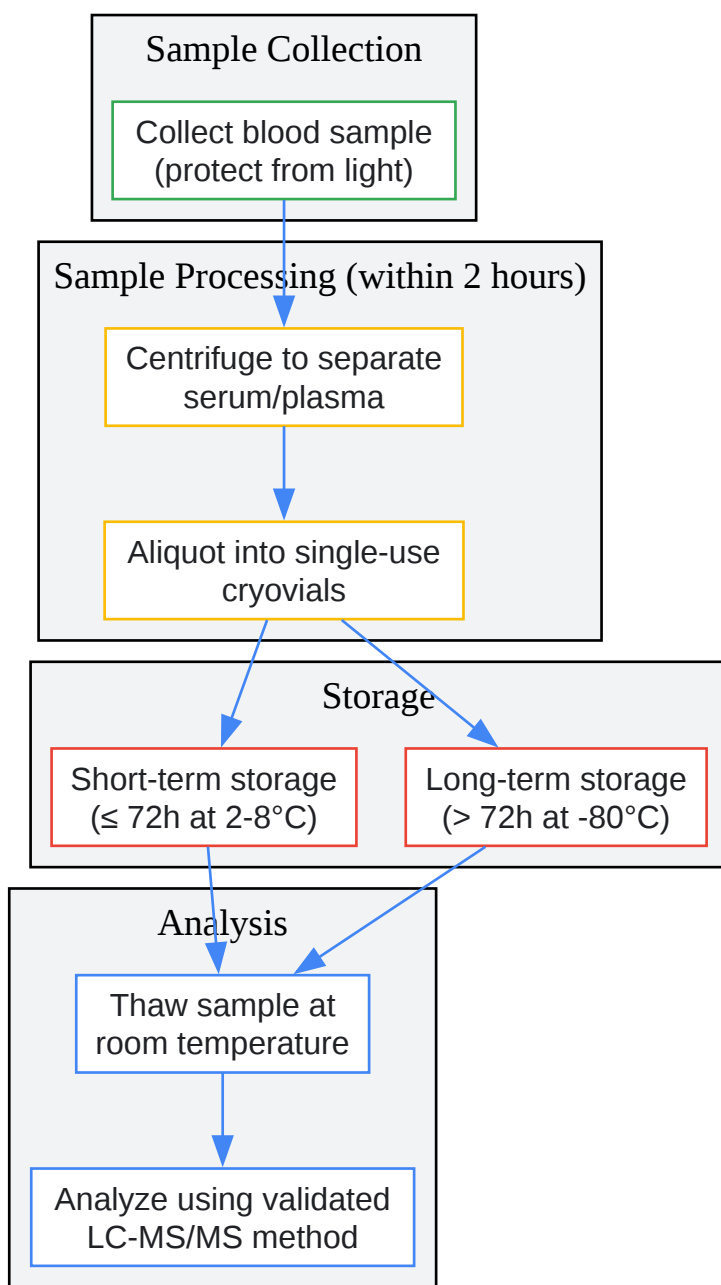 Sample Collection
Collect blood sample
(protect from light)
Sample Processing (within 2 hours)
Centrifuge to separate
serum/plasma
Aliquot into single-use
cryovials
Storage
Short-term storage
(≤ 72h at 2-8°C)
Long-term storage
(> 72h at -80°C)
Analysis
Thaw sample at
room temperature
Analyze using validated
LC-MS/MS method